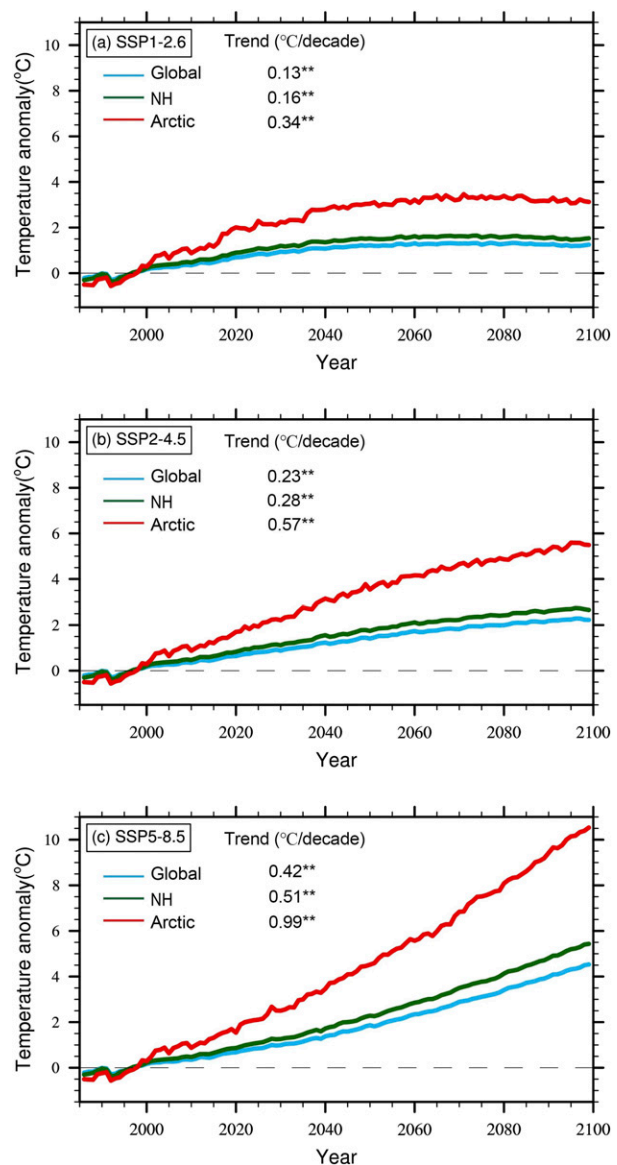 (a) SSP1-2.6 Trend (℃/decade)
Global 0.13**
NH 0.16**
Arctic 0.34**
10
8
6
4
2
0
Temperature anomaly(°C)
2000 2020 2040 2060 2080 2100
Year
(b) SSP2-4.5 Trend (℃/decade)
Global 0.23**
NH 0.28**
Arctic 0.57**
10
8
6
4
2
0
Temperature anomaly(°C)
2000 2020 2040 2060 2080 2100
Year
(c) SSP5-8.5 Trend (℃/decade)
Global 0.42**
NH 0.51**
Arctic 0.99**
10
8
6
4
2
0
Temperature anomaly(°C)
2000 2020 2040 2060 2080 2100
Year